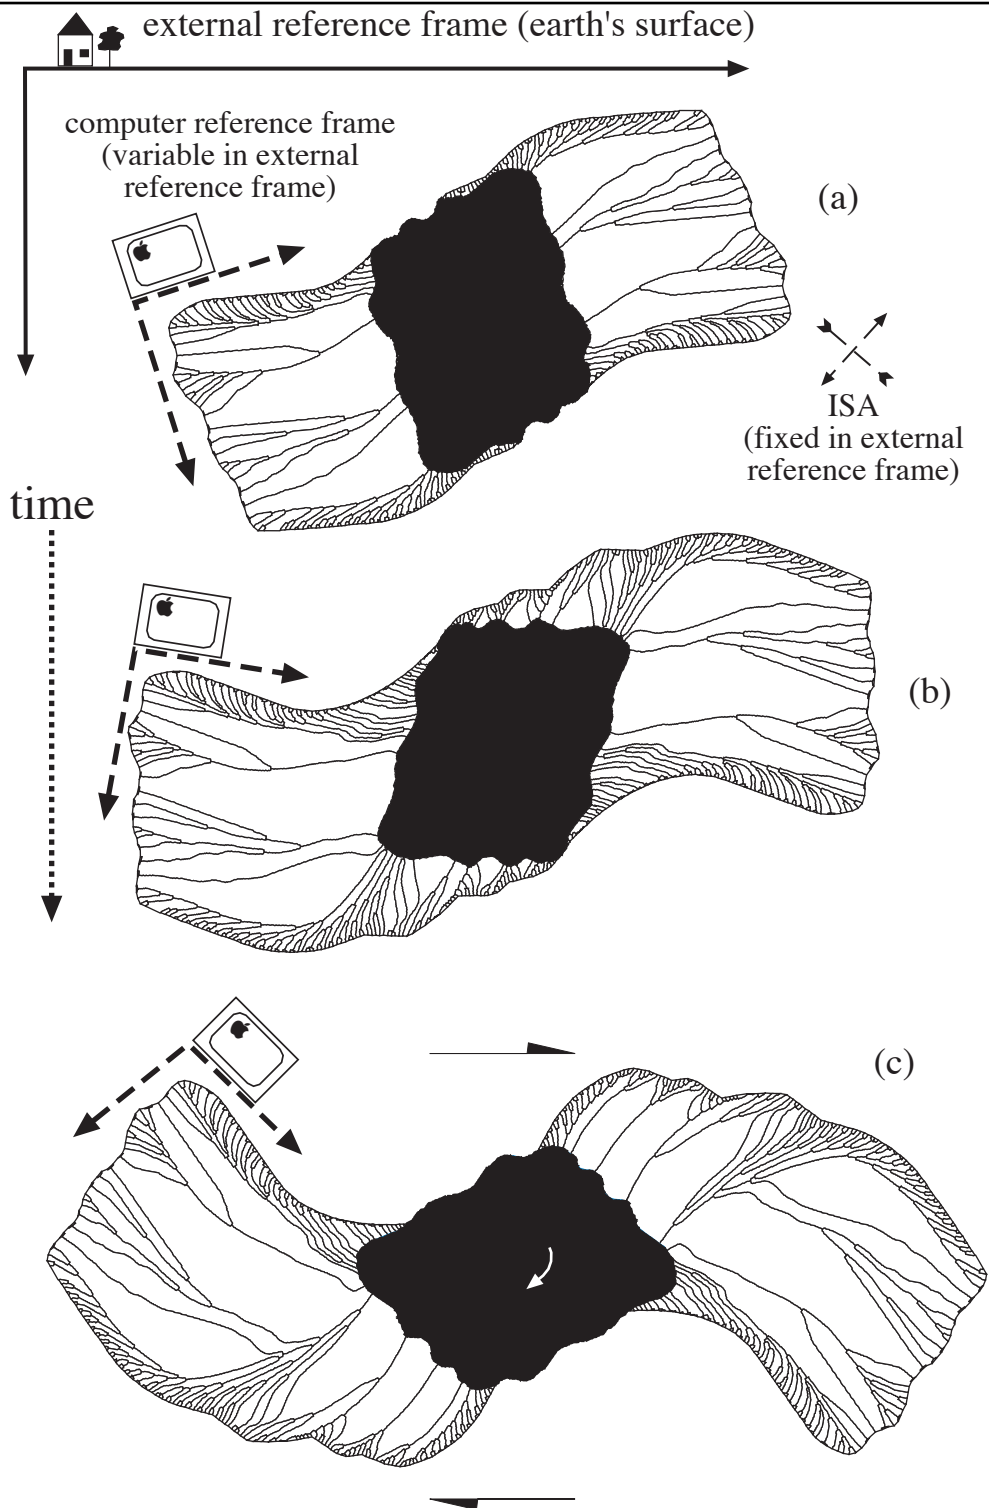 external reference frame (earth's surface)
computer reference frame
(variable in external
reference frame)
(a)
ISA
(fixed in external
reference frame)
time
(b)
(c)